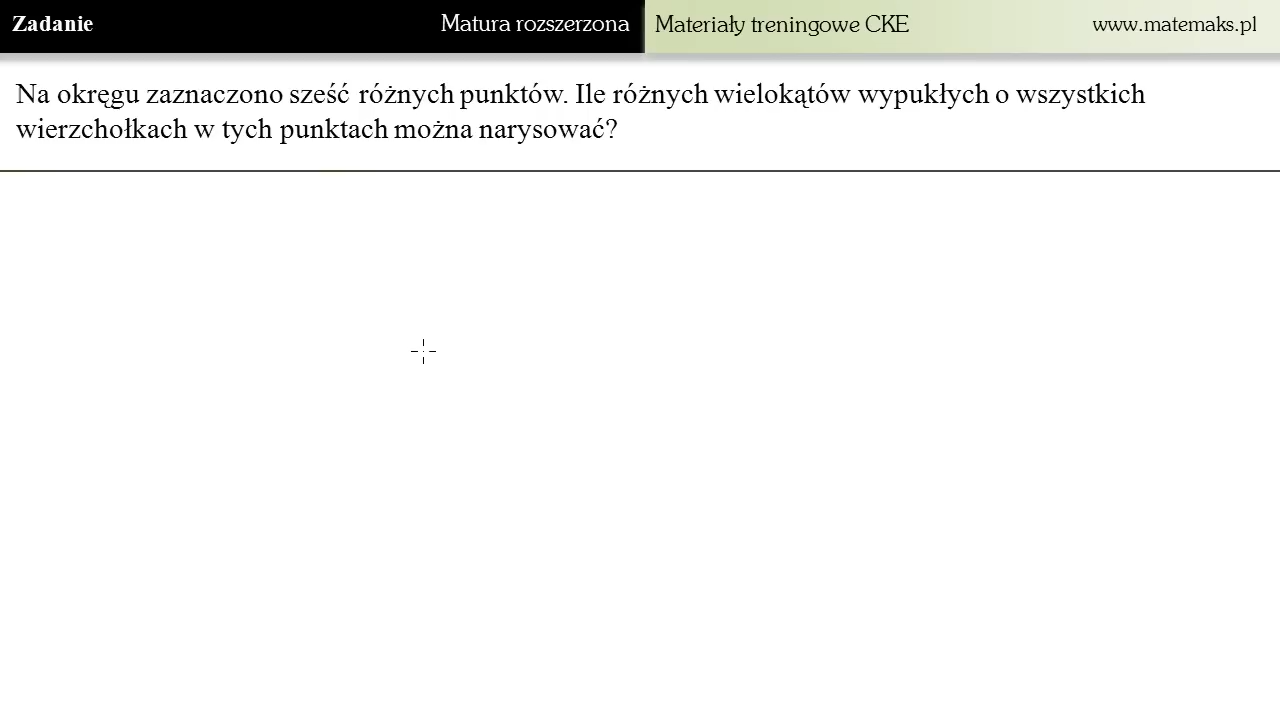 Zadanie Matura rozszerzona Materiały treningowe CKE www.matemaks.pl
Na okręgu zaznaczono sześć różnych punktów. Ile różnych wielokątów wypukłych o wszystkich
wierzchołkach w tych punktach można narysować?